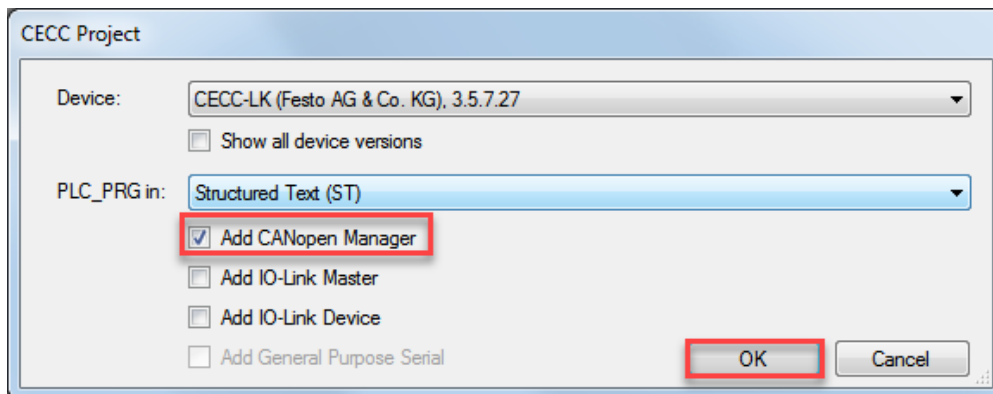 CECC Project
Device: CECC-LK (Festo AG & Co. KG), 3.5.7.27
Show all device versions
PLC_PRG in: Structured Text (ST)
Add CANopen Manager
Add IO-Link Master
Add IO-Link Device
Add General Purpose Serial OK Cancel